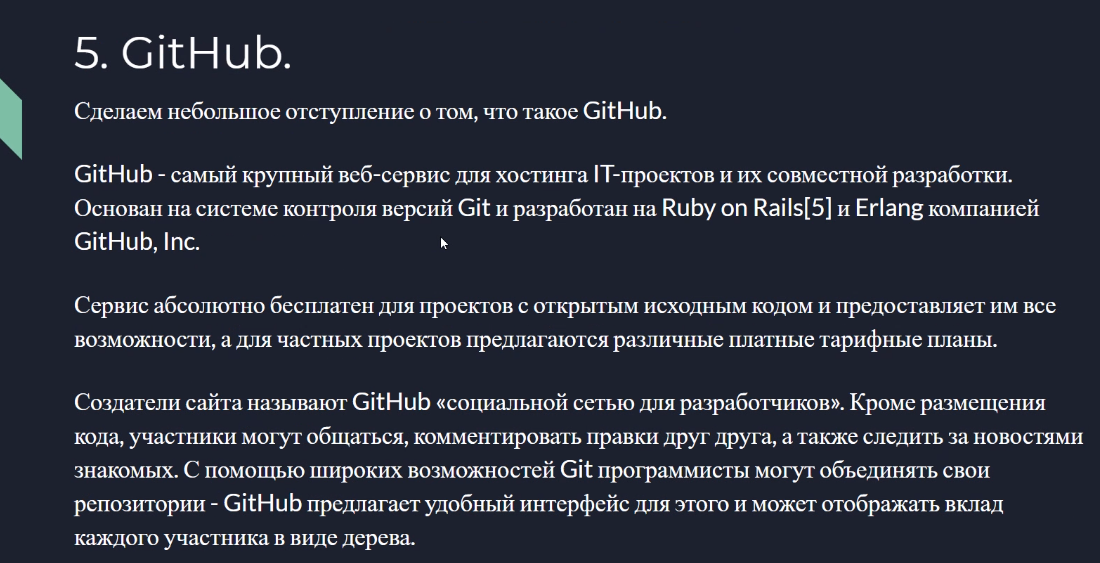 5. GitHub.
Сделаем небольшое отступление о том, что такое GitHub.
GitHub - самый крупный веб-сервис для хостинга IT-проектов и их совместной разработки.
Основан на системе контроля версий Git и разработан на Ruby on Rails[5] и Erlang компанией
GitHub, Inc.
Сервис абсолютно бесплатен для проектов с открытым исходным кодом и предоставляет им все
возможности, а для частных проектов предлагаются различные платные тарифные планы.
Создатели сайта называют GitHub «социальной сетью для разработчиков». Кроме размещения
кода, участники могут общаться, комментировать правки друг друга, а также следить за новостями
знакомых. С помощью широких возможностей Git программисты могут объединять свои
репозитории - GitHub предлагает удобный интерфейс для этого и может отображать вклад
каждого участника в виде дерева.